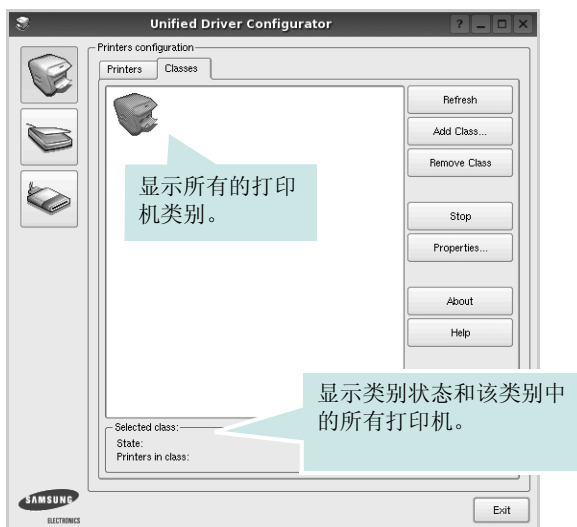 Unified Driver Configurator
?
Printers configuration
Printers
Classes
Refresh
Add Class...
Remove Class
显示所有的打印
机类别。
Stop
Properties...
About
Help
显示类别状态和该类别中
的所有打印机。
Selected class:
State:
Printers in class:
SAMSUNG
ELECTRONICS
Exit